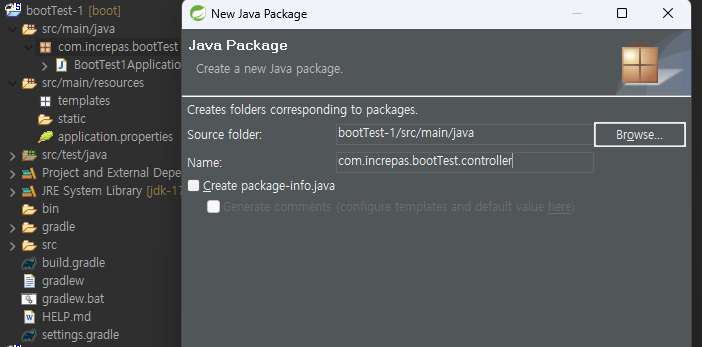 bootTest-1 [boot]
src/main/java
com.increpas.bootTest
BootTest1Applicatio
src/main/resources
templates
static
application.properties
src/test/java
Project and External Depe
JRE System Library [jdk-17
bin
gradle
src
build.gradle
gradlew
gradlew.bat
HELP.md
settings.gradle
New Java Package
Java Package
Create a new Java package.
Creates folders corresponding to packages.
Source folder:
bootTest-1/src/main/java
Browse...
Name:
com.increpas.bootTest.controller
Create package-info.java
Generate comments (configure templates and default value here)